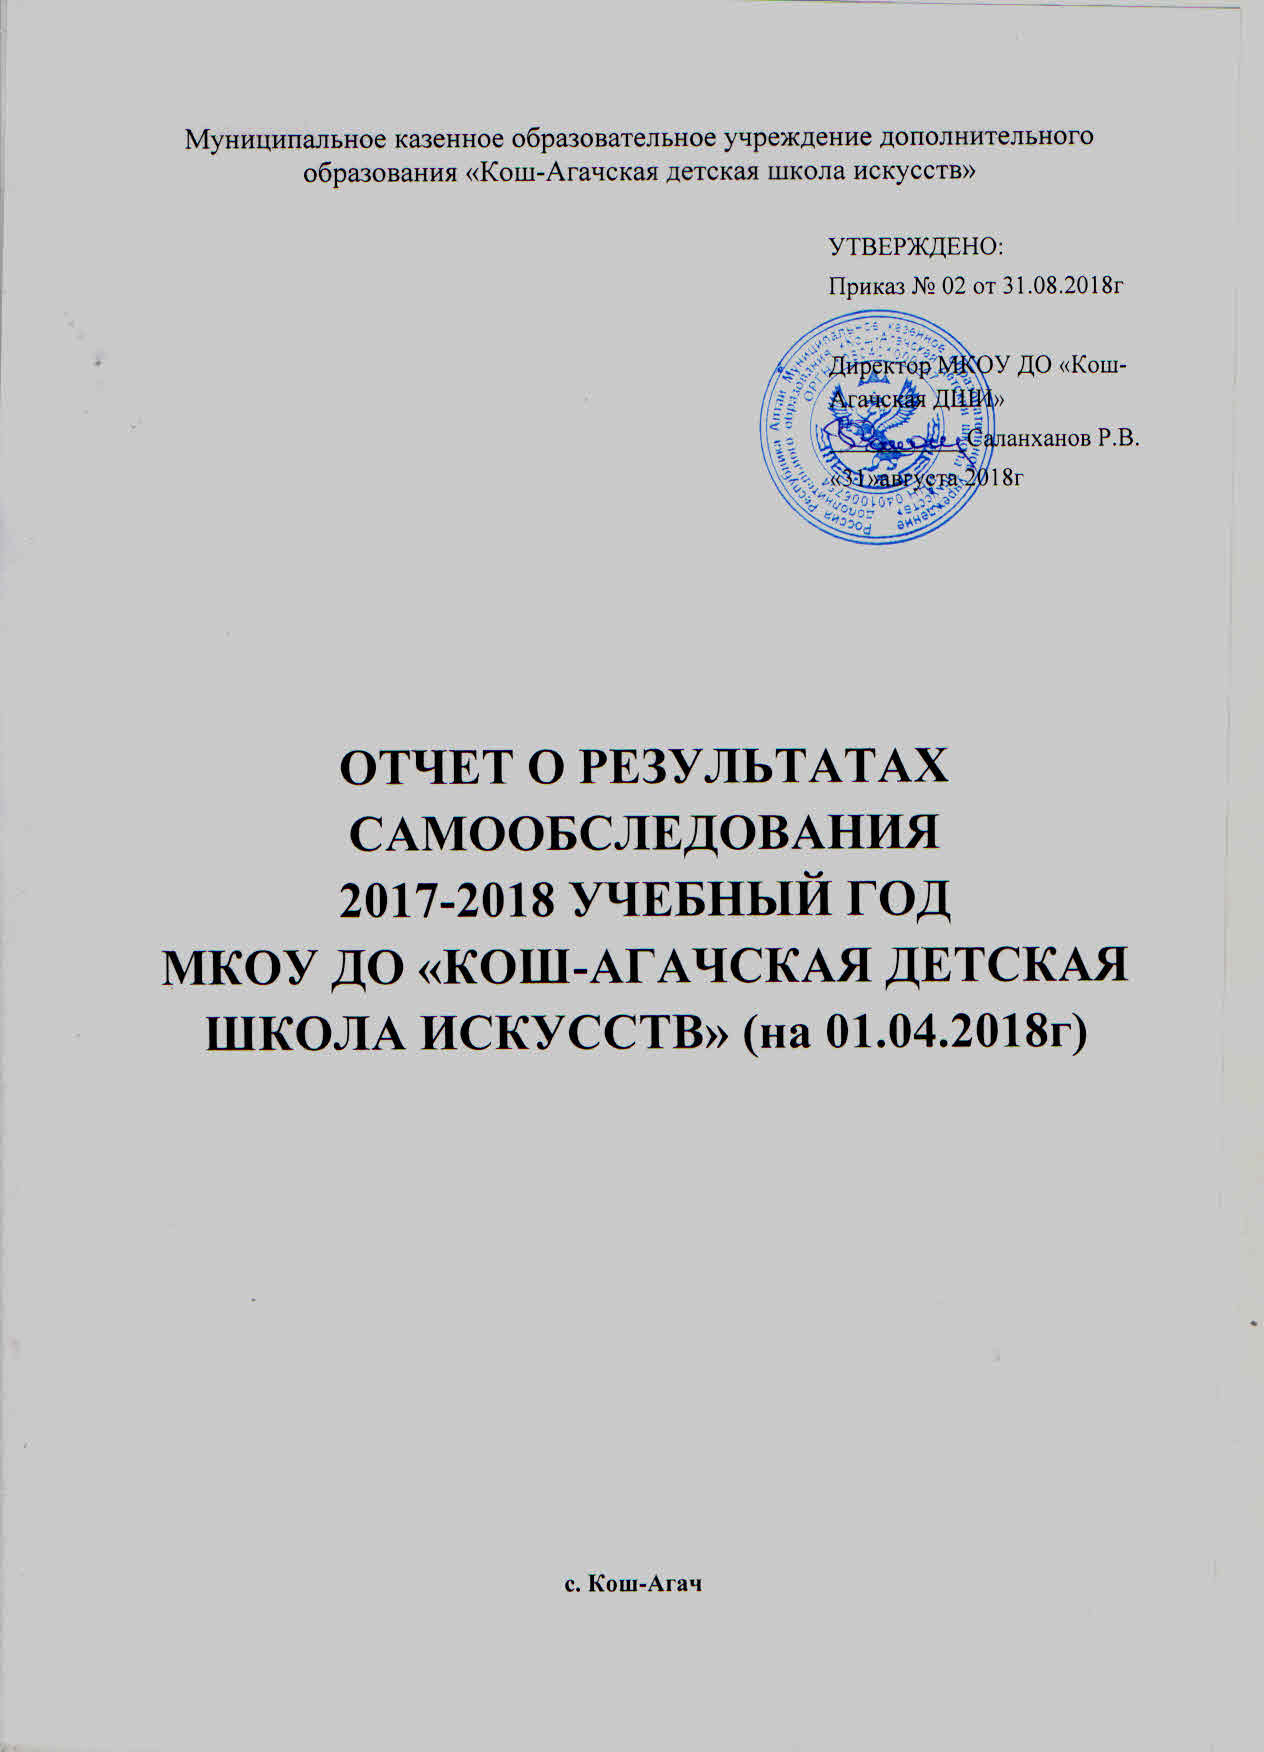 Муниципальное казенное образовательное учреждение дополнительного
образования «Кош-Агачская детская школа искусств»
УТВЕРЖДЕНО:
Приказ № 02 от 31.08.2018г
Директор МКОУ ДО «Кош-
Агачская ДШИ»
Саланханов Р.В.
«31»августа 2018г
ОТЧЕТ О РЕЗУЛЬТАТАХ
САМООБСЛЕДОВАНИЯ
2017-2018 УЧЕБНЫЙ ГОД
МКОУ ДО «КОШ-АГАЧСКАЯ ДЕТСКАЯ
ШКОЛА ИСКУССТВ» (на 01.04.2018г)
с. Кош-Агач